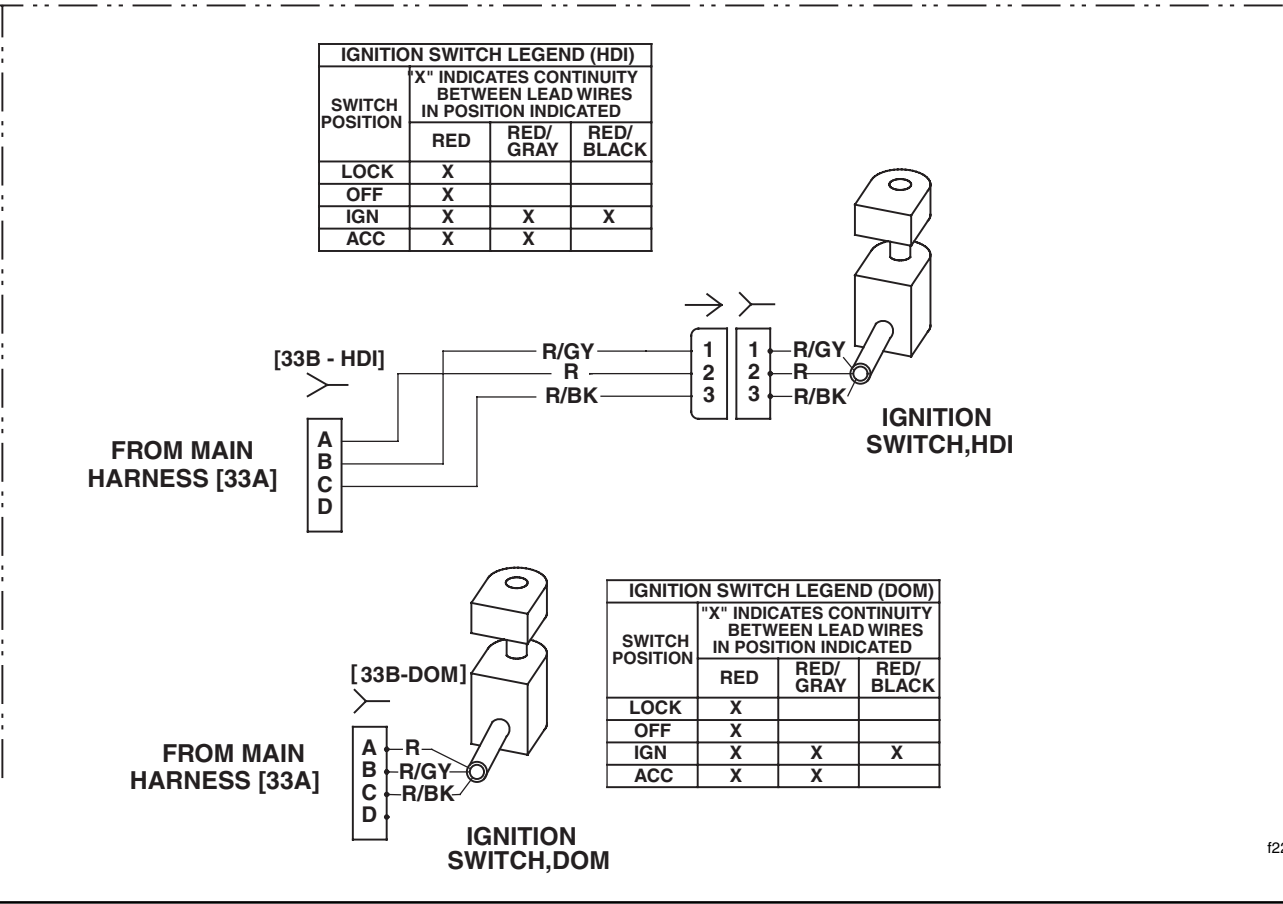 IGNITION SWITCH LEGEND (HDI)
SWITCH POSITION
"X" INDICATES CONTINUITY
BETWEEN LEAD WIRES
IN POSITION INDICATED
RED RED/ GRAY RED/ BLACK
LOCK X
OFF X
IGN X X X
ACC X X
[33B - HDI]
R/GY 1 1 R/GY
R 2 2 R
R/BK 3 3 R/BK
IGNITION
SWITCH,HDI
FROM MAIN
HARNESS [33A]
A
B
C
D
IGNITION SWITCH LEGEND (DOM)
SWITCH POSITION
"X" INDICATES CONTINUITY
BETWEEN LEAD WIRES
IN POSITION INDICATED
RED RED/ GRAY RED/ BLACK
LOCK X
OFF X
IGN X X X
ACC X X
[33B-DOM]
FROM MAIN
HARNESS [33A]
A R
B R/GY
C R/BK
D
IGNITION
SWITCH,DOM
f22